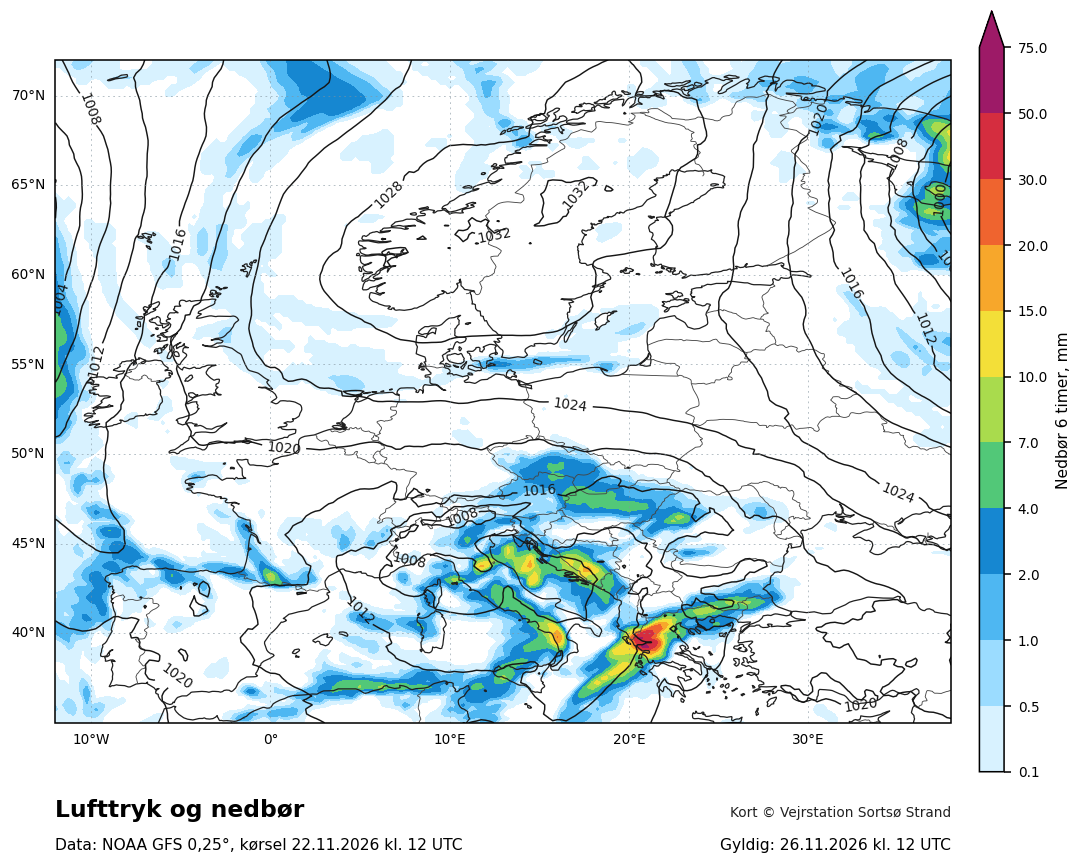 75.0
50.0
30.0
20.0
15.0
10.0
7.0
4.0
2.0
1.0
0.5
0.1
Nedbør 6 timer, mm
70°N
65°N
60°N
55°N
50°N
45°N
40°N
10°W
0°
10°E
20°E
30°E
1008
1020
1008
1028
1032
1032
1000
1016
1004
1016
1012
1012
1024
1020
1016
1024
1008
1008
1012
1020
1020
Lufttryk og nedbør
Kort © Vejrstation Sortsø Strand
Data: NOAA GFS 0,25°, kørsel 22.11.2026 kl. 12 UTC
Gyldig: 26.11.2026 kl. 12 UTC